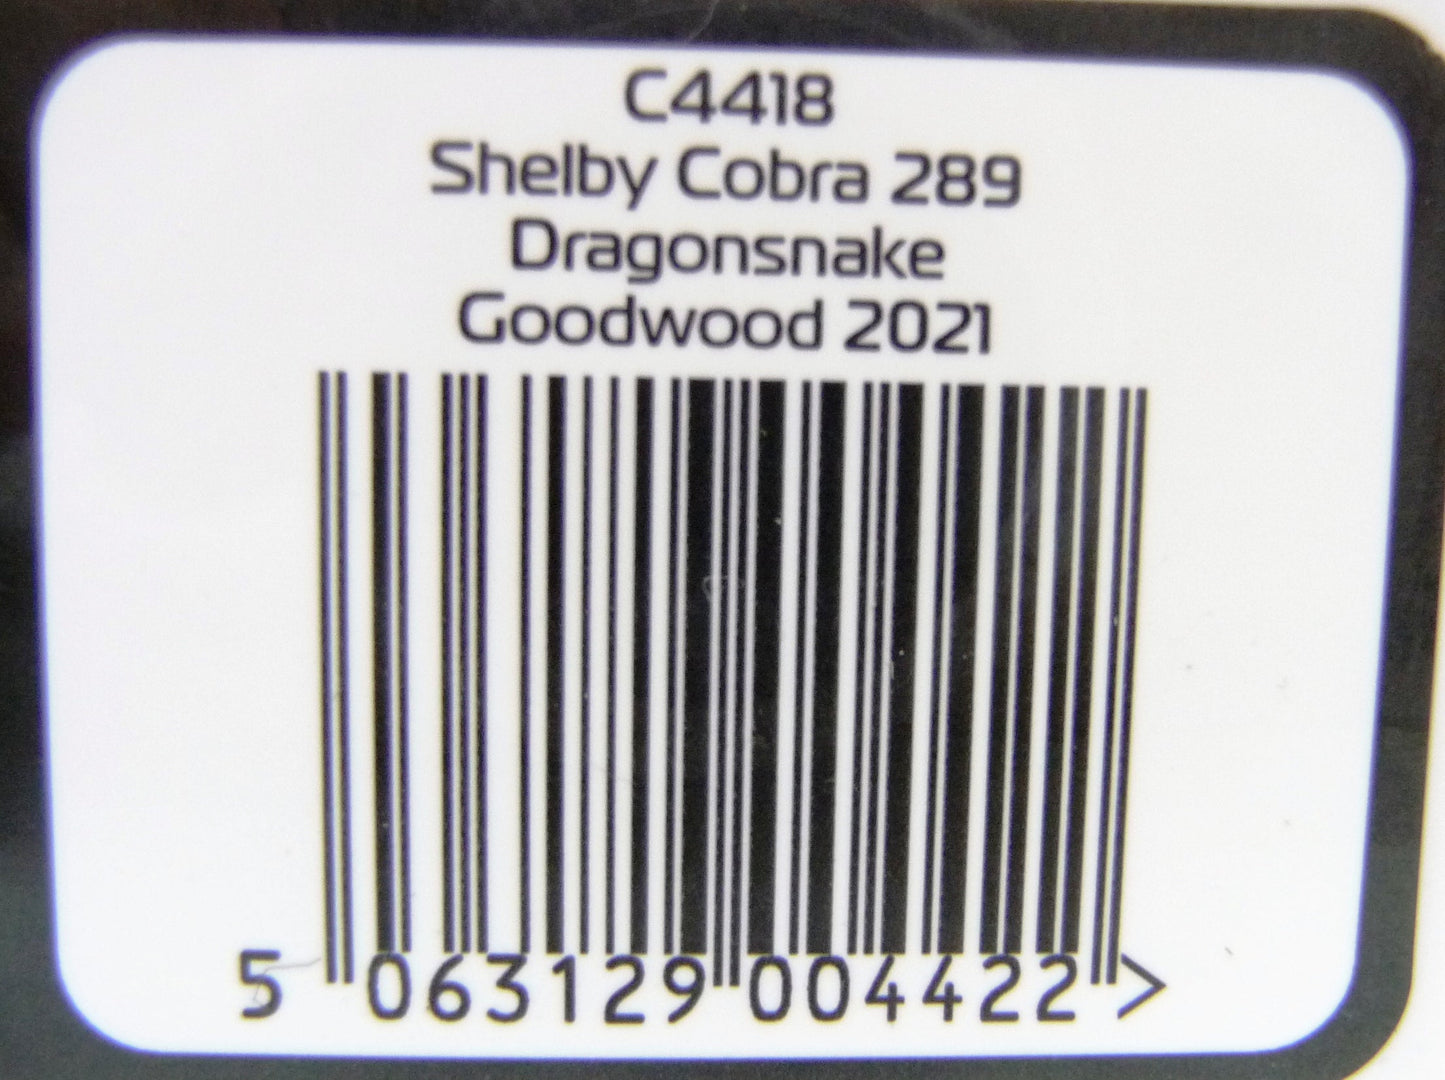 C4418
Shelby Cobra 289
Dragonsnake
Goodwood 2021
5 063129 004422 >